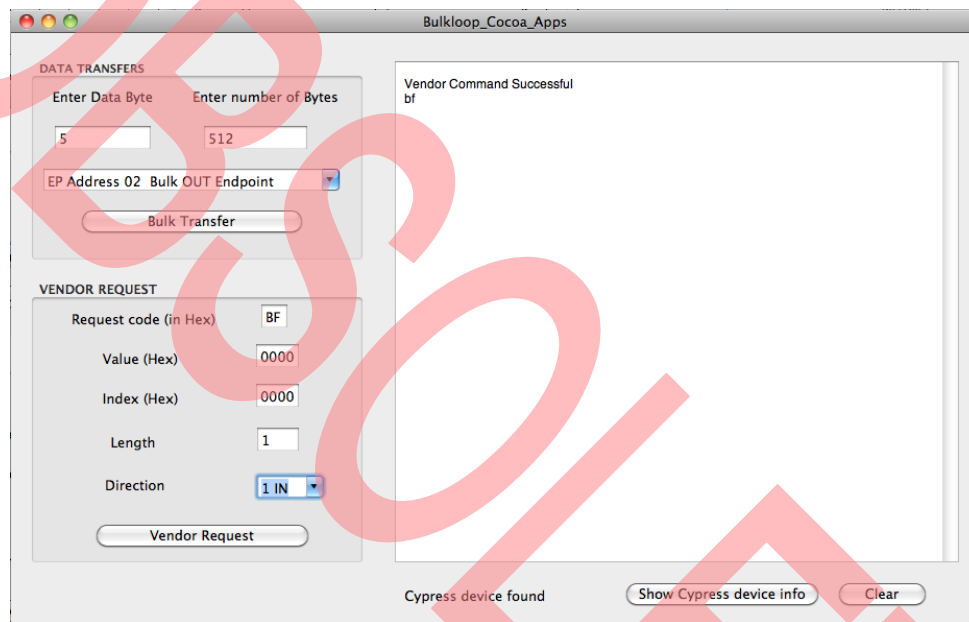 Bulkloop_Cocoa_Apps
DATA TRANSFERS
Enter Data Byte Enter number of Bytes
5 512
EP Address 02 Bulk OUT Endpoint
Bulk Transfer
VENDOR REQUEST
Request code (in Hex) BF
Value (Hex) 0000
Index (Hex) 0000
Length 1
Direction 1 IN
Vendor Request
Vendor Command Successful
bf
Cypress device found Show Cypress device info Clear